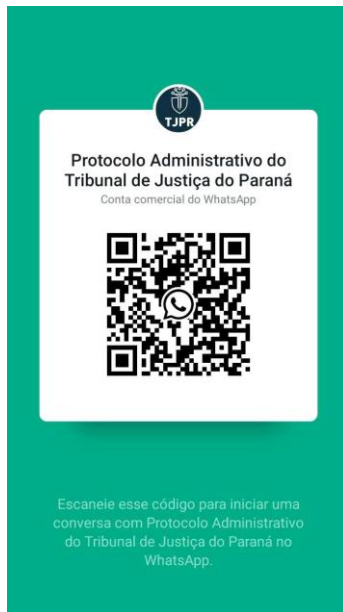 TJPR
Protocolo Administrativo do
Tribunal de Justiça do Paraná
Conta comercial do WhatsApp
Escaneie esse código para iniciar uma
conversa com Protocolo Administrativo
do Tribunal de Justiça do Paraná no
WhatsApp.